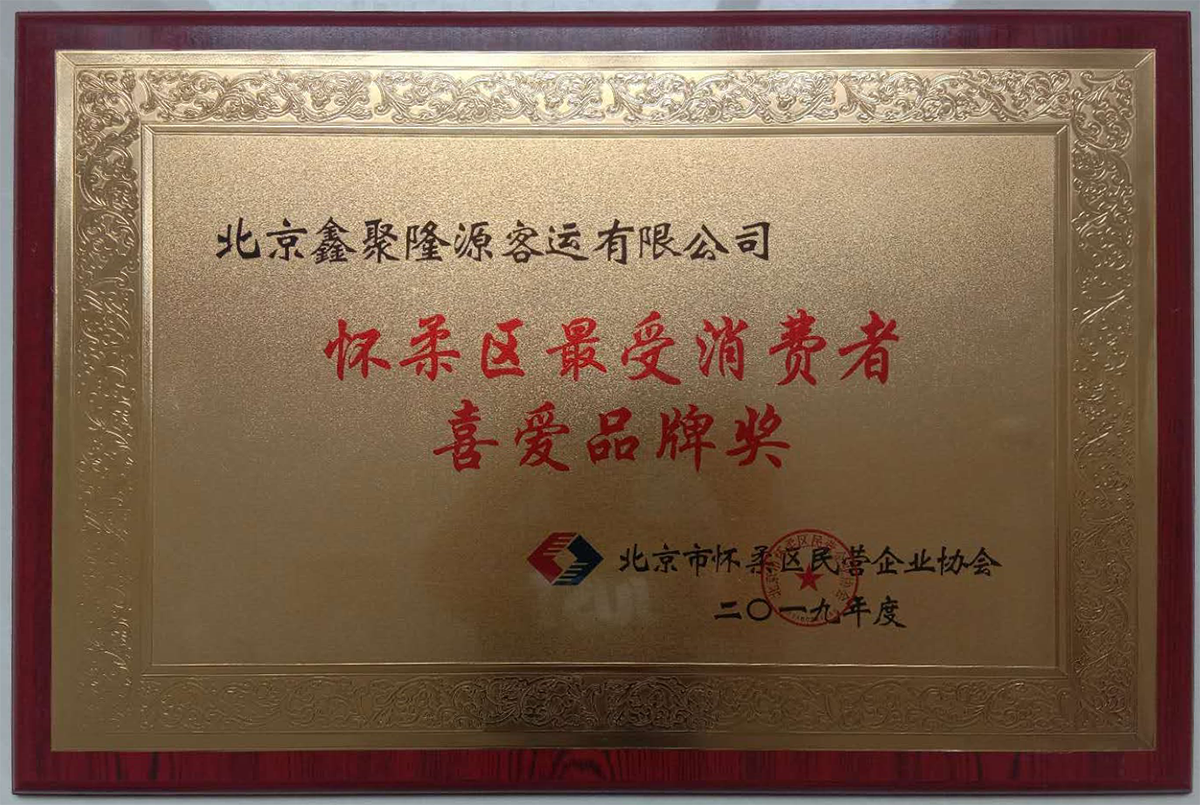 北京鑫聚隆源客运有限公司
怀柔区最受消费者
喜爱品牌奖
北京市怀柔区民营企业协会
二〇一九年度